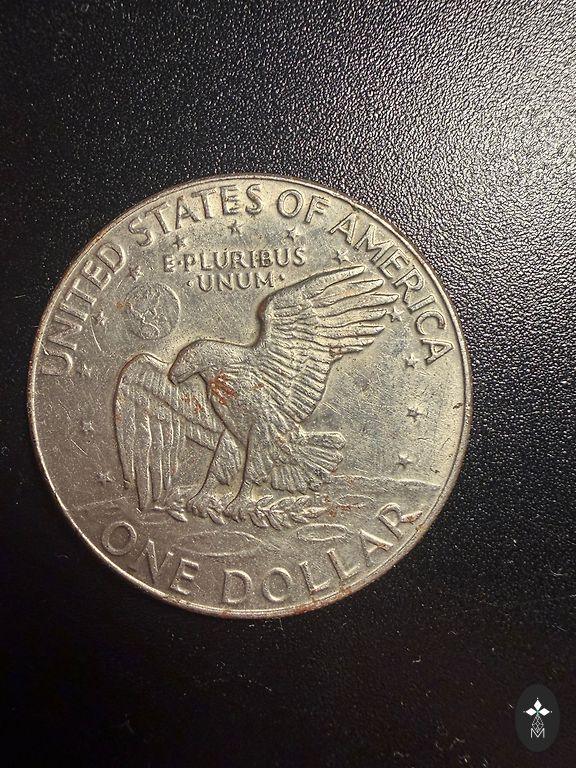 UNITED STATES OF AMERICA
E·PLURIBUS
·UNUM·
ONE DOLLAR
M